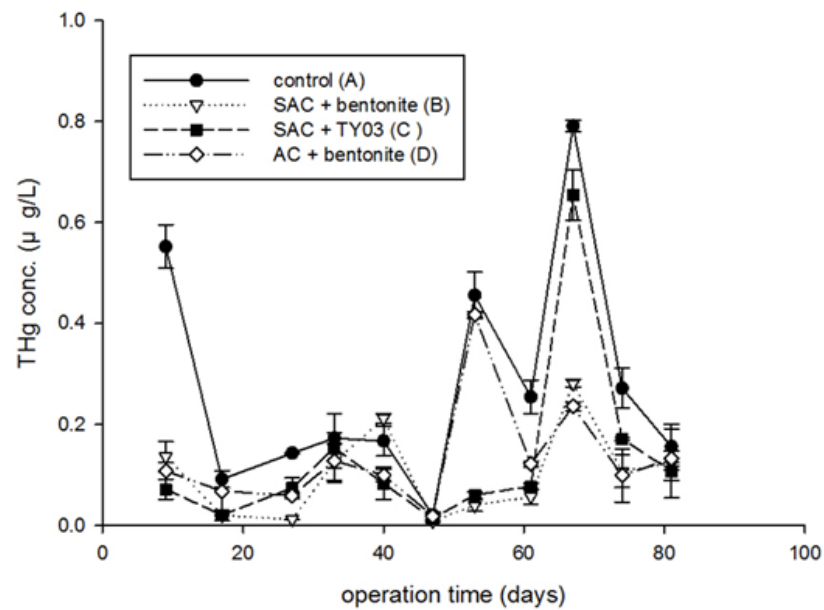 1.0
0.8
0.6
0.4
0.2
0.0
THg conc. (μ g/L)
control (A)
SAC + bentonite (B)
SAC + TY03 (C )
AC + bentonite (D)
0 20 40 60 80 100
operation time (days)